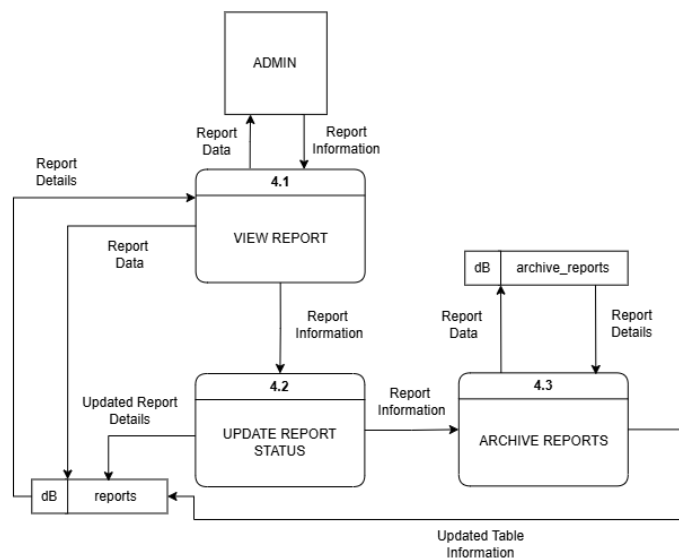 ADMIN
Report
Data
Report
Information
Report
Details
4.1
VIEW REPORT
Report
Data
dB archive_reports
Report
Information
Report
Data
Report
Details
4.2
UPDATE REPORT
STATUS
Updated Report
Details
Report
Information
4.3
ARCHIVE REPORTS
dB reports
Updated Table
Information